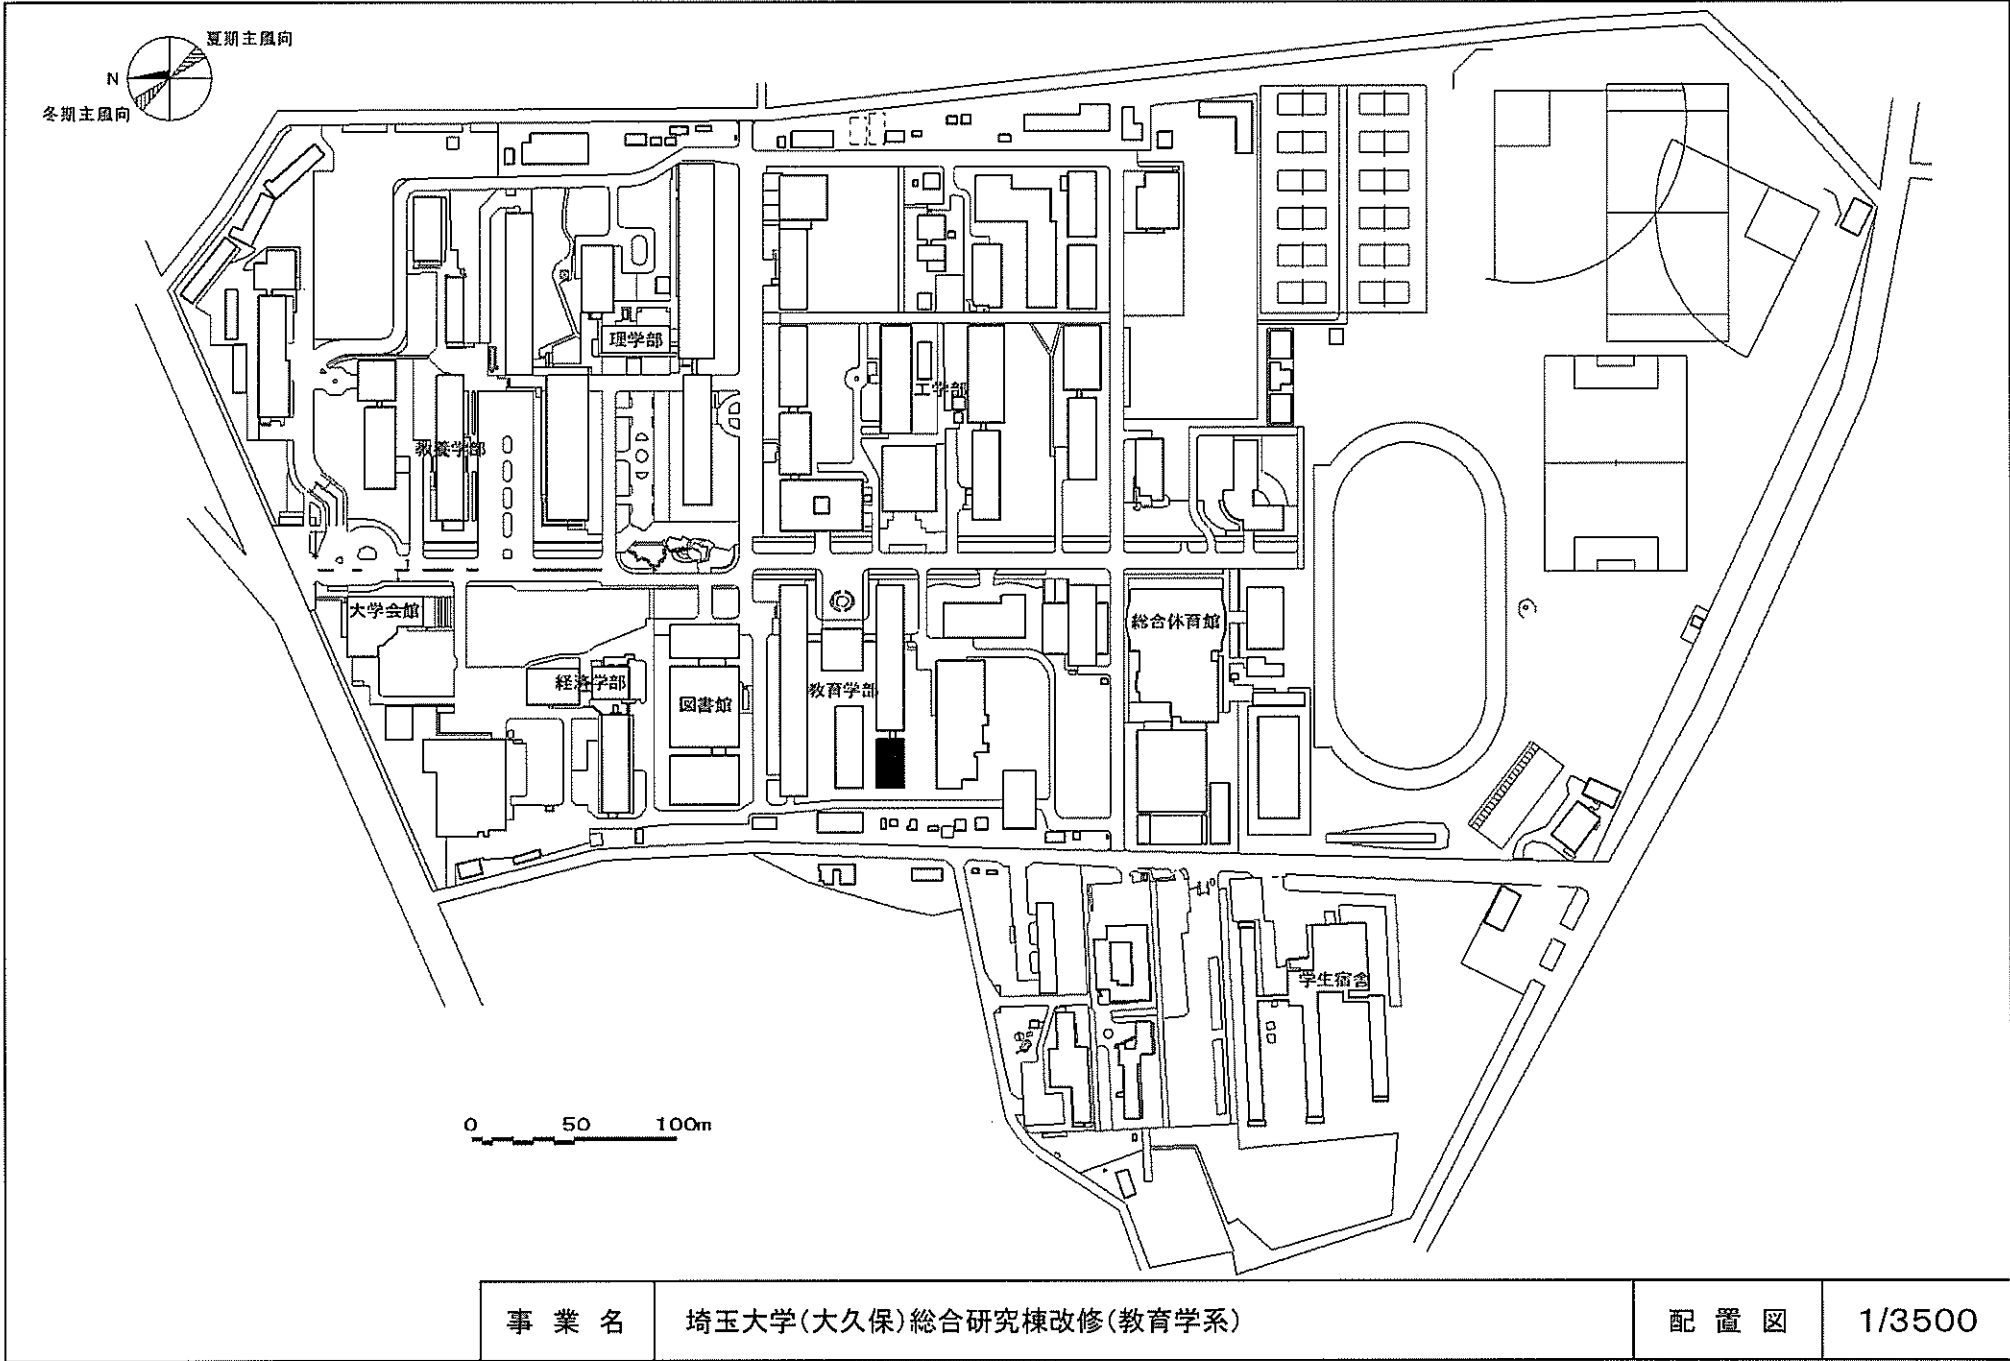 夏期主風向
N
冬期主風向
理学部
工学部
教養学部
大学会館
総合体育館
経済学部
教育学部
図書館
学生宿舎
0 50 100m
事業名 埼玉大学(大久保)総合研究棟改修(教育学系) 配置図 1/3500